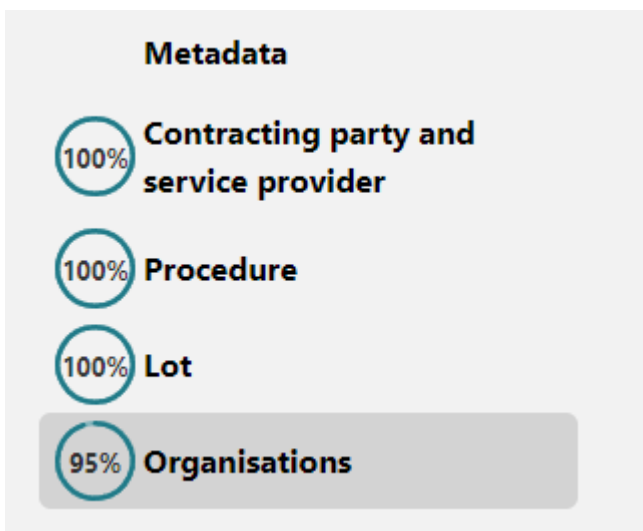 Metadata
100%
Contracting party and
service provider
100%
Procedure
100%
Lot
95%
Organisations